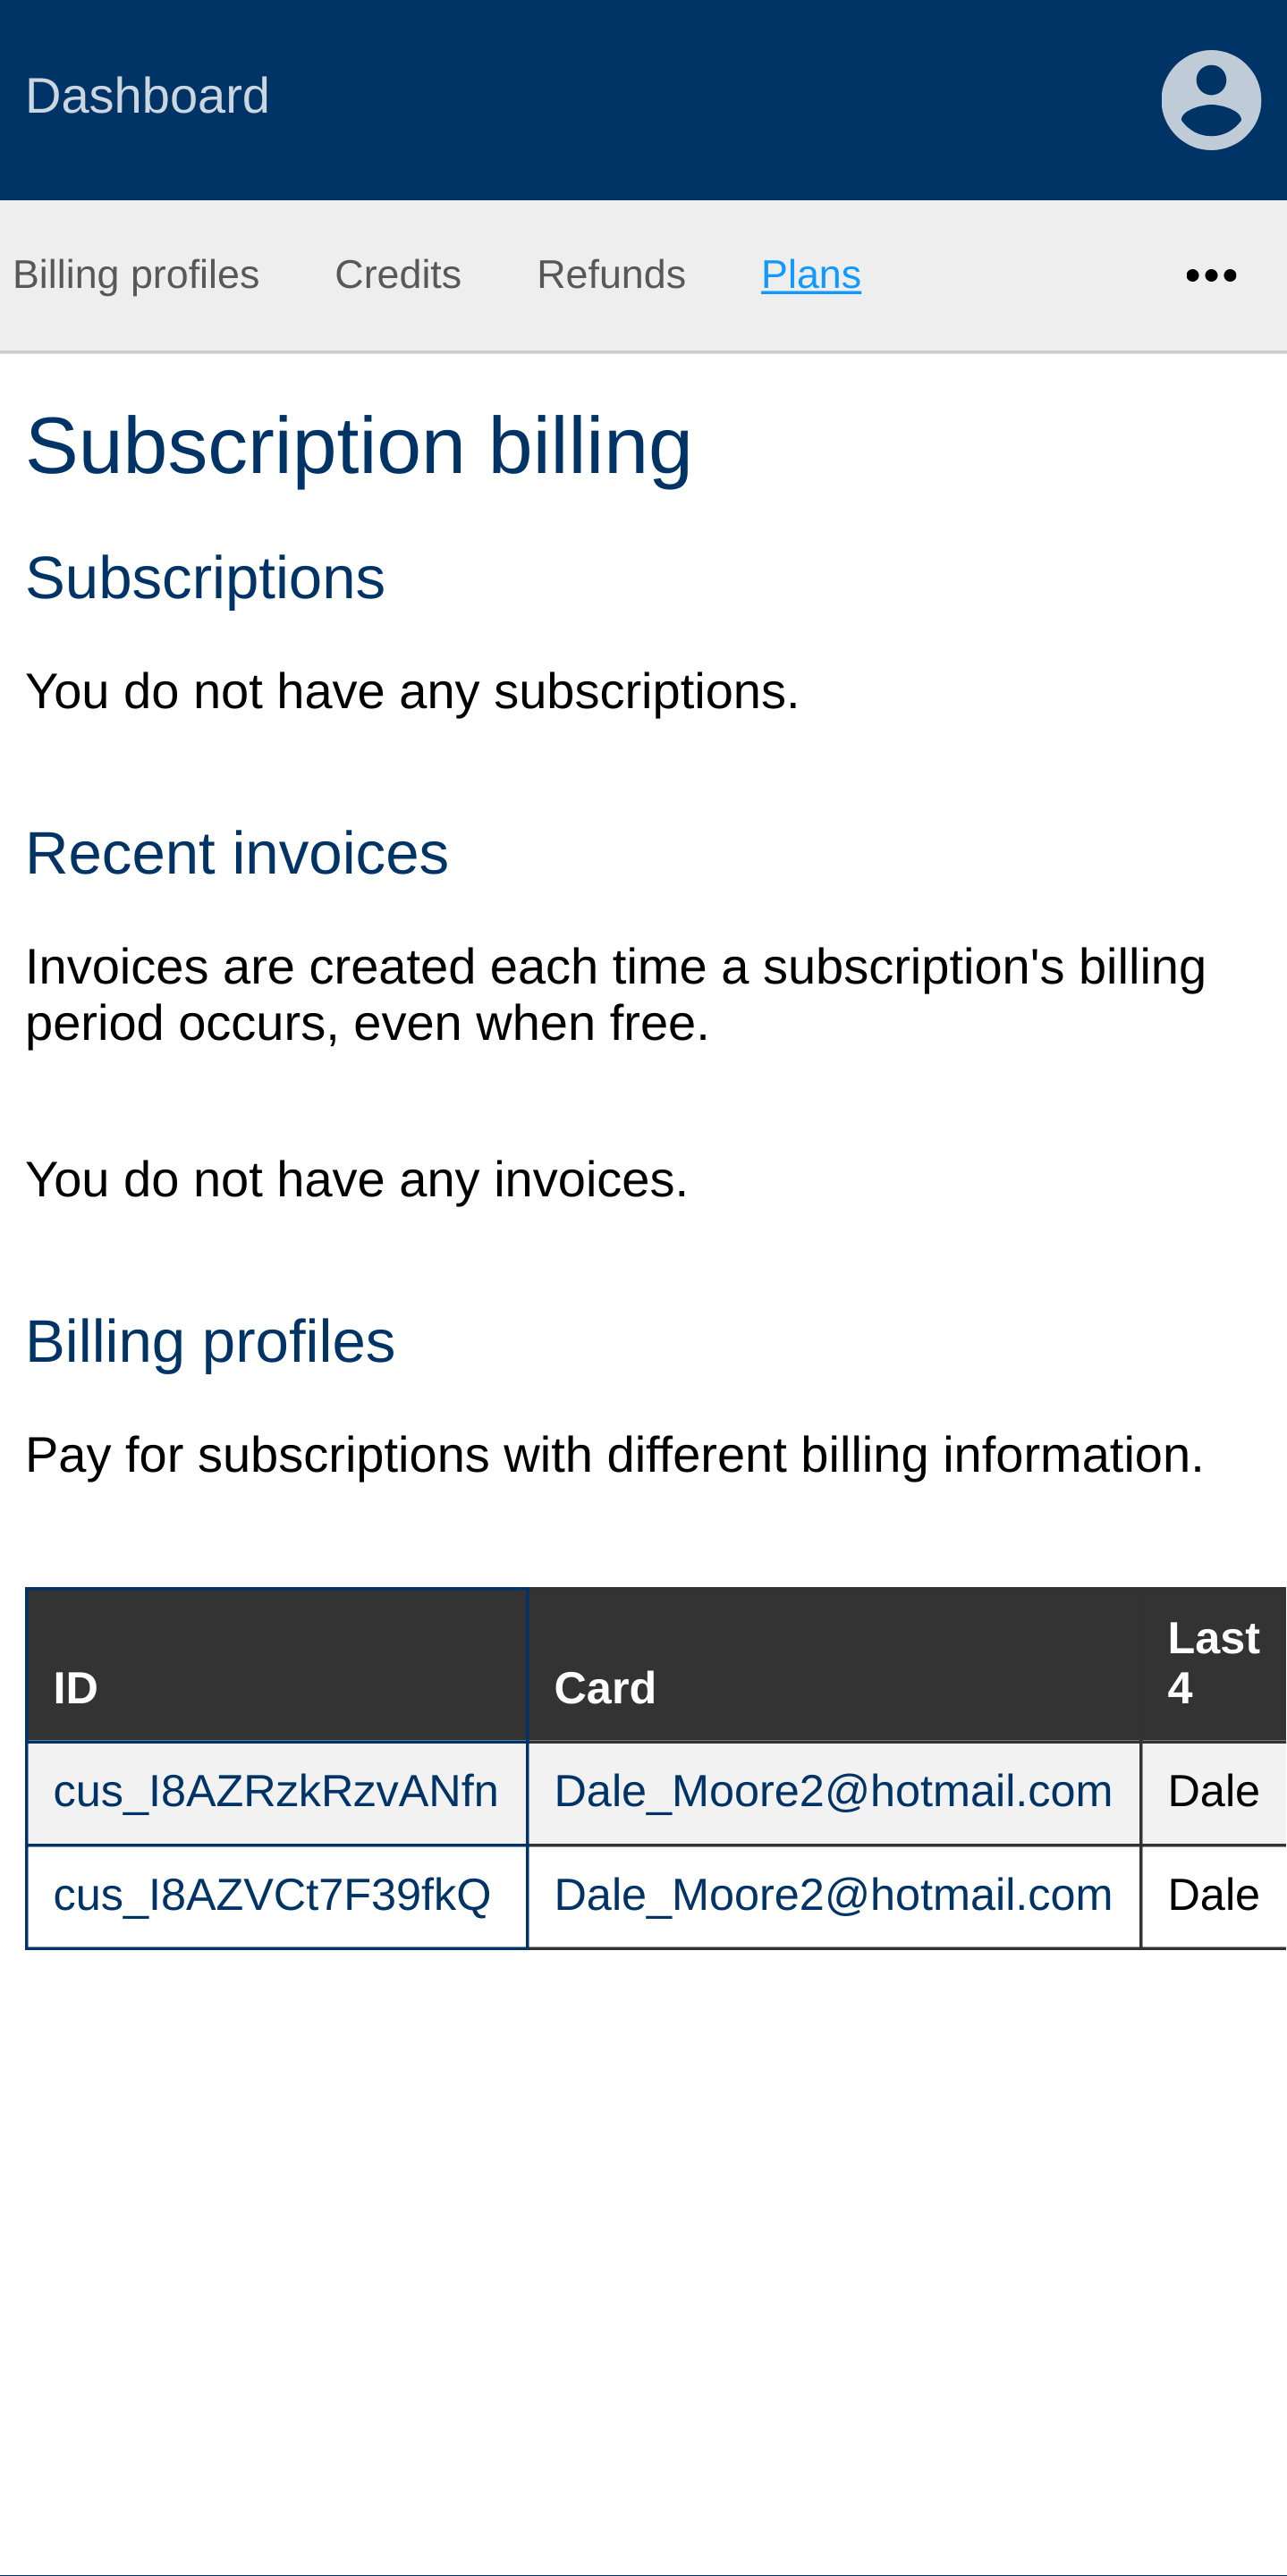 Dashboard
Billing profiles Credits Refunds Plans
Subscription billing
Subscriptions
You do not have any subscriptions.
Recent invoices
Invoices are created each time a subscription's billing
period occurs, even when free.
You do not have any invoices.
Billing profiles
Pay for subscriptions with different billing information.
ID Card Last 4
cus_I8AZRzkRzvANfn Dale_Moore2@hotmail.com Dale
cus_I8AZVCt7F39fkQ Dale_Moore2@hotmail.com Dale